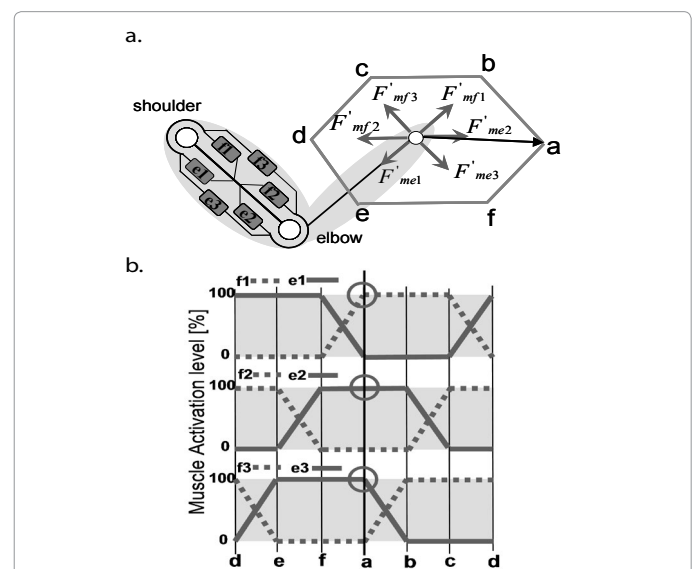 a.
c
b
F'mf3
F'mf1
shoulder
F'mf2
F'me2
d
a
f1
f3
e1
F'me1
F'me3
f2
e3
e2
e
f
elbow
b.
f1 e1
100
0
f2 e2
100
0
f3 e3
100
0
Muscle Activation level [%]
d e f a b c d